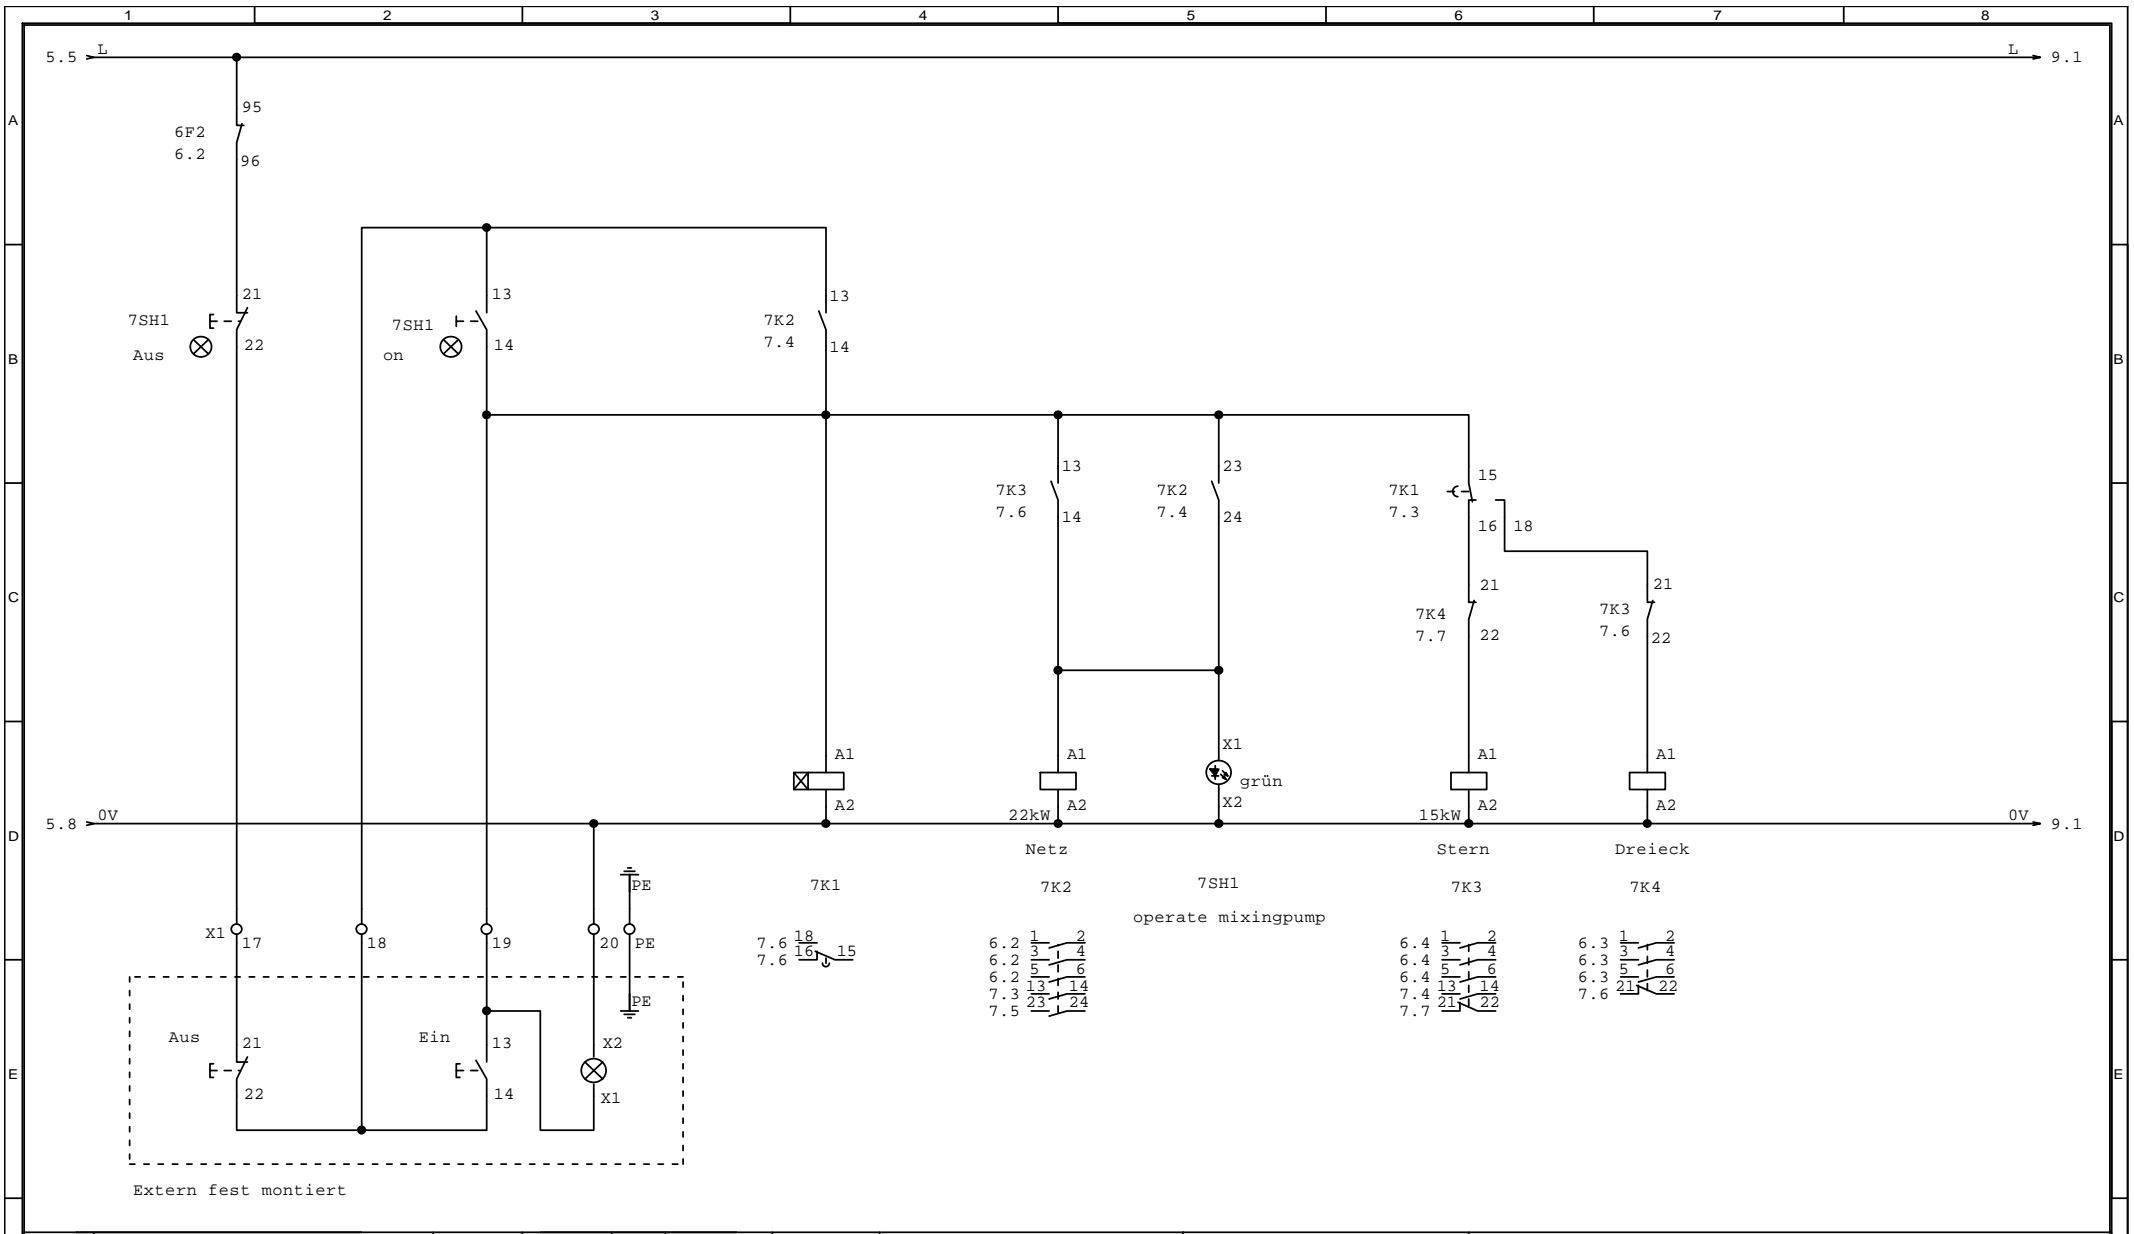 1 2 3 4 5 6 7 8
5.5 L L 9.1
A 95 A
6F2
6.2
96
21 13 13
7SH1 7SH1 7K2
7.4
Aus 22 on 14 14
B B
13 23 15
7K3 7K2 7K1
7.6 7.4 7.3
14 24 16 18
21 21
C C
7K4 7K3
7.7 22 7.6 22
A1 A1 X1 A1 A1
grün
A2 A2 X2 A2 A2
22kW 15kW
5.8 0V 0V 9.1
D D
Netz Stern Dreieck
PE 7K1 7K2 7SH1 7K3 7K4
operate mixingpump
X1 17 18 19 20 PE
7.6 18
7.6 16 15
6.2 1 2
6.2 3 4
6.2 5 6
7.3 13 14
7.5 23 24
6.4 1 2
6.4 3 4
6.4 5 6
7.4 13 14
7.7 21 22
6.3 1 2
6.3 3 4
6.3 5 6
7.6 21 22
PE
Aus 21 Ein 13 X2
E E
22 14 X1
Extern fest montiert